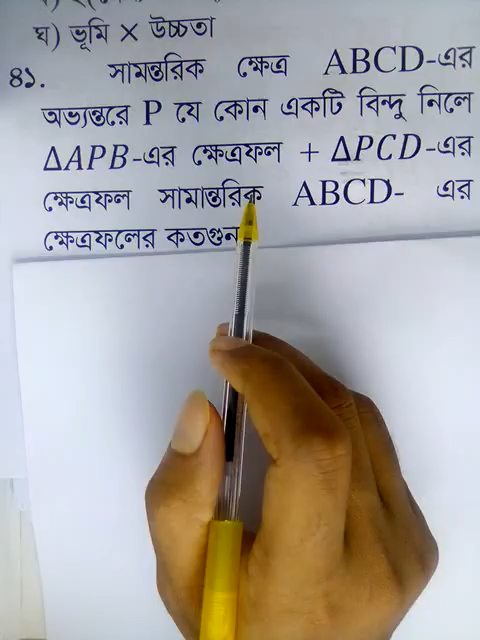 ঘ) ভূমি × উচ্চতা
৪১. সামন্তরিক ক্ষেত্র ABCD-এর
অভ্যন্তরে P যে কোন একটি বিন্দু নিলে
ΔAPB-এর ক্ষেত্রফল + ΔPCD-এর
ক্ষেত্রফল সামান্তরিক ABCD- এর
ক্ষেত্রফলের কতগুন